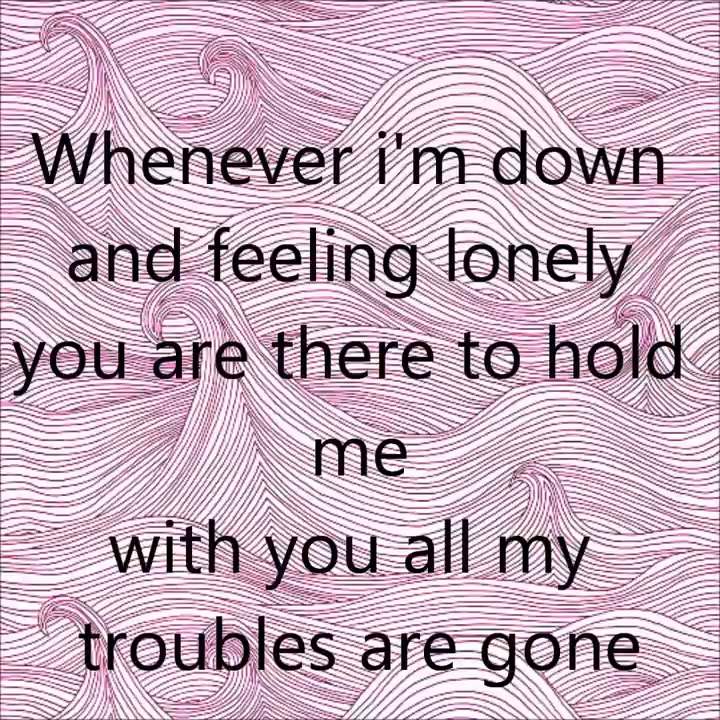 Whenever i'm down
and feeling lonely
you are there to hold
me
with you all my
troubles are gone